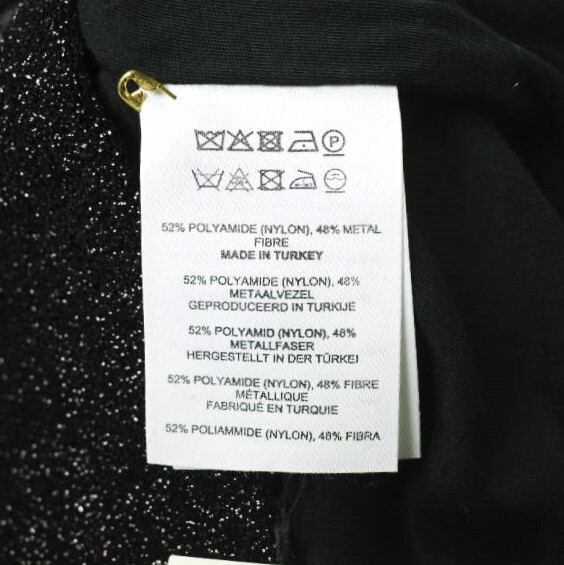 P
52% POLYAMIDE (NYLON), 48% METAL
FIBRE
MADE IN TURKEY
52% POLYAMIDE (NYLON), 48%
METAALVEZEL
GEPRODUCEERD IN TURKIJE
52% POLYAMID (NYLON), 48%
METALLFASER
HERGESTELLT IN DER TÜRKEI
52% POLYAMIDE (NYLON), 48% FIBRE
MÉTALLIQUE
FABRIQUÉ EN TURQUIE
52% POLIAMMIDE (NYLON), 48% FIBRA